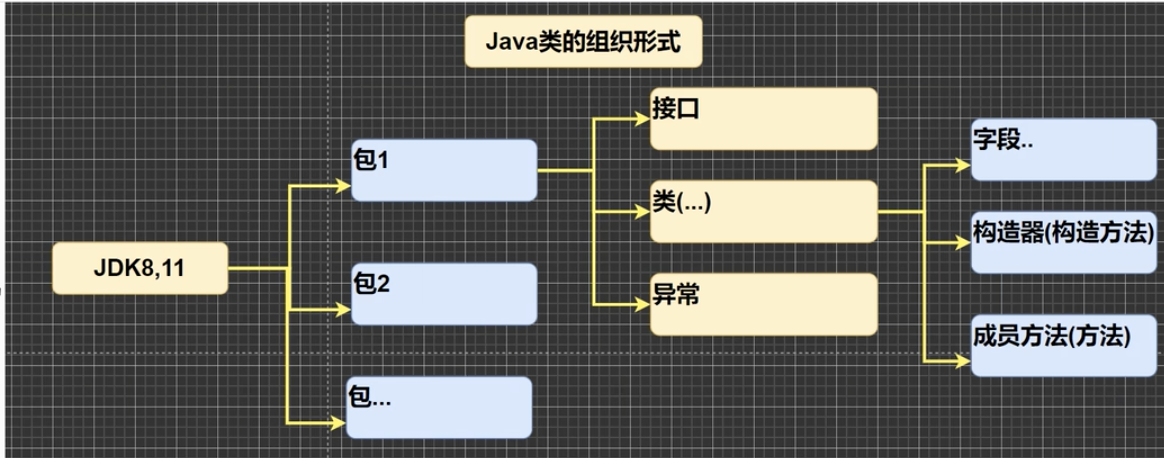 Java类的组织形式
JDK8,11
包1
包2
包...
接口
类(...)
异常
字段..
构造器(构造方法)
成员方法(方法)